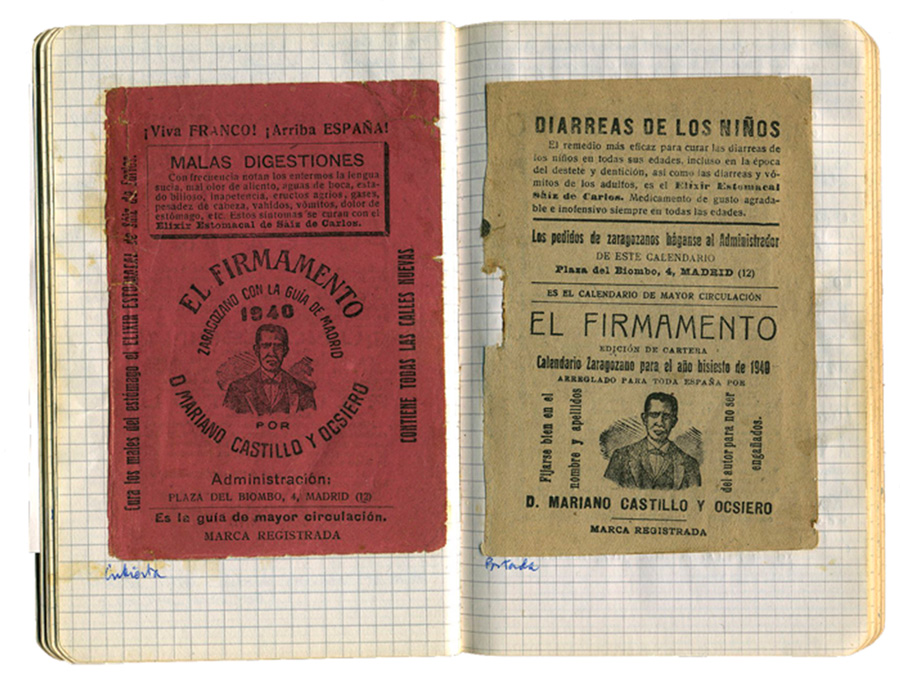 ¡Viva FRANCO! ¡Arriba ESPAÑA!
MALAS DIGESTIONES
Con frecuencia notan los enfermos la lengua
sucia, mal olor de aliento, aguas de boca, esta-
do bilioso, inapetencia, eructos agrios, gases,
pesadez de cabeza, vahídos, vómitos, dolor de
estómago, etc. Estos síntomas se curan con el
Elixir Estomacal de Saiz de Carlos.
Cura los males del estómago el ELIXIR ESTOMACAL de Sáiz de Carlos.
EL FIRMAMENTO
ZARAGOZANO CON LA GUÍA DE MADRID
1940
POR
D MARIANO CASTILLO Y OCSIERO
CONTIENE TODAS LAS CALLES NUEVAS
Administración:
PLAZA DEL BIOMBO, 4, MADRID (12)
Es la guía de mayor circulación.
MARCA REGISTRADA
Cubierta
DIARREAS DE LOS NIÑOS
El remedio más eficaz para curar las diarreas de
los niños en todas sus edades, incluso en la época
del destete y dentición, así como las diarreas y vó-
mitos de los adultos, es el Elixir Estomacal
Sáiz de Carlos. Medicamento de gusto agrada-
ble e inofensivo siempre en todas las edades.
Los pedidos de zaragozanos háganse al Administrador
DE ESTE CALENDARIO
Plaza del Biombo, 4, MADRID (12)
ES EL CALENDARIO DE MAYOR CIRCULACIÓN
EL FIRMAMENTO
EDICIÓN DE CARTERA
Calendario Zaragozano para el año bisiesto de 1940
ARREGLADO PARA TODA ESPAÑA POR
Fijarse bien en el
nombre y apellidos
del autor para no ser
engañados.
D. MARIANO CASTILLO Y OCSIERO
MARCA REGISTRADA
Portada